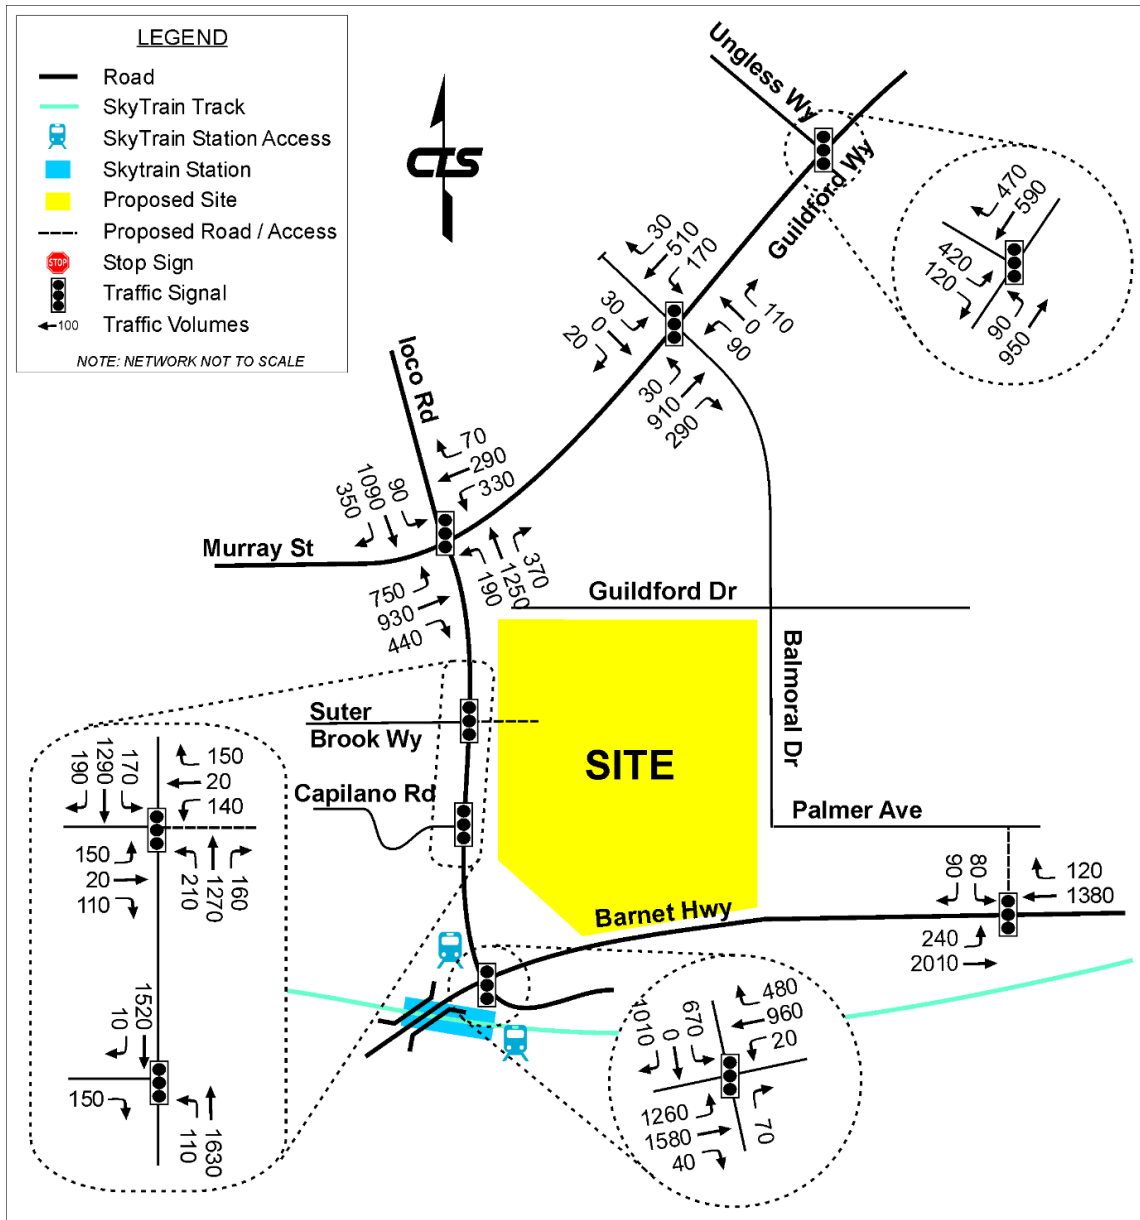 LEGEND
Road
SkyTrain Track
SkyTrain Station Access
Skytrain Station
Proposed Site
Proposed Road / Access
STOP
Stop Sign
Traffic Signal
100
Traffic Volumes
NOTE: NETWORK NOT TO SCALE
CTS
Ungless Wy
Guildford Wy
470
590
420
120
90
950
30
510
170
30
0
20
110
0
90
30
910
290
Ioco Rd
70
290
330
90
1090
350
Murray St
750
930
440
370
1250
190
Guildford Dr
Balmoral Dr
Suter
Brook Wy
SITE
Capilano Rd
Palmer Ave
Barnet Hwy
80
90
120
1380
240
2010
170
1290
190
150
20
140
150
20
110
210
1270
160
1520
10
150
110
1630
670
0
1010
480
960
20
1260
1580
40
70